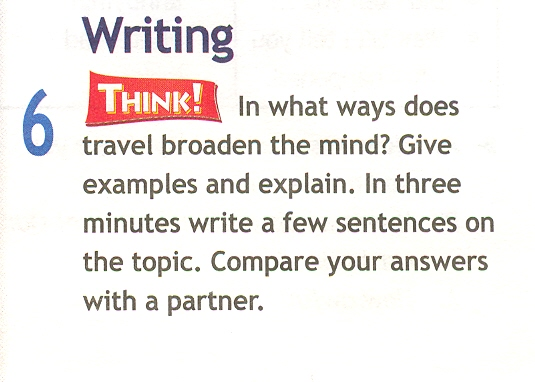 Writing
6 THINK! In what ways does
travel broaden the mind? Give
examples and explain. In three
minutes write a few sentences on
the topic. Compare your answers
with a partner.